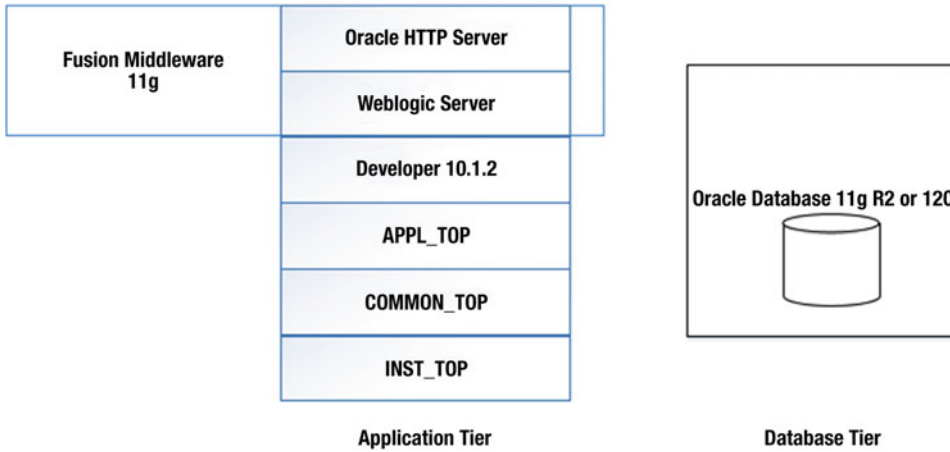 Fusion Middleware
11g
Oracle HTTP Server
Weblogic Server
Developer 10.1.2
APPL_TOP
COMMON_TOP
INST_TOP
Oracle Database 11g R2 or
Application Tier
Database Tier